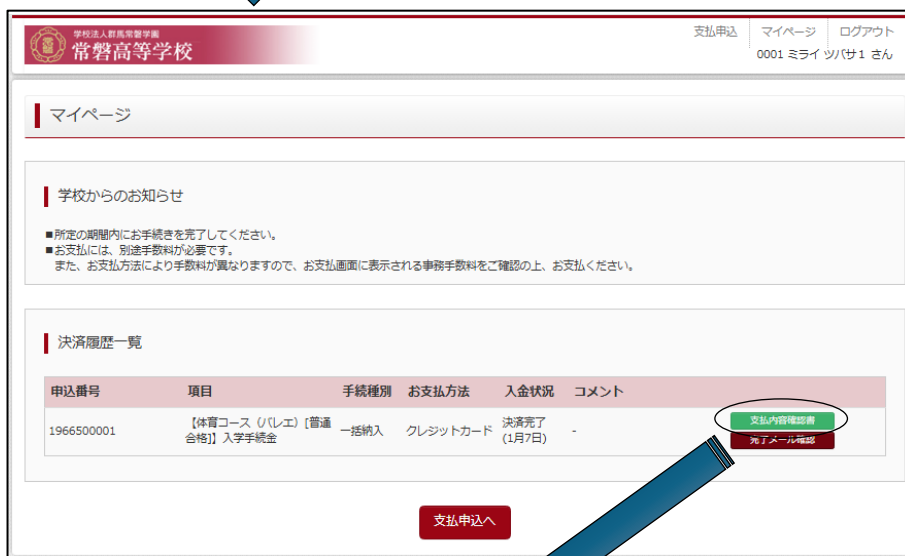 学校法人群馬常磐学園
常磐高等学校
支払申込 マイページ ログアウト
0001 ミライ ツバサ1 さん
マイページ
学校からのお知らせ
■所定の期間内にお手続きを完了してください。
■お支払には、別途手数料が必要です。
また、お支払方法により手数料が異なりますので、お支払画面に表示される事務手数料をご確認の上、お支払ください。
決済履歴一覧
申込番号 項目 手続種別 お支払方法 入金状況 コメント
1966500001 【体育コース（バレエ）[普通合格]】入学手続金 一括納入 クレジットカード 決済完了(1月7日) -
支払内容確認書
完了メール確認
支払申込へ